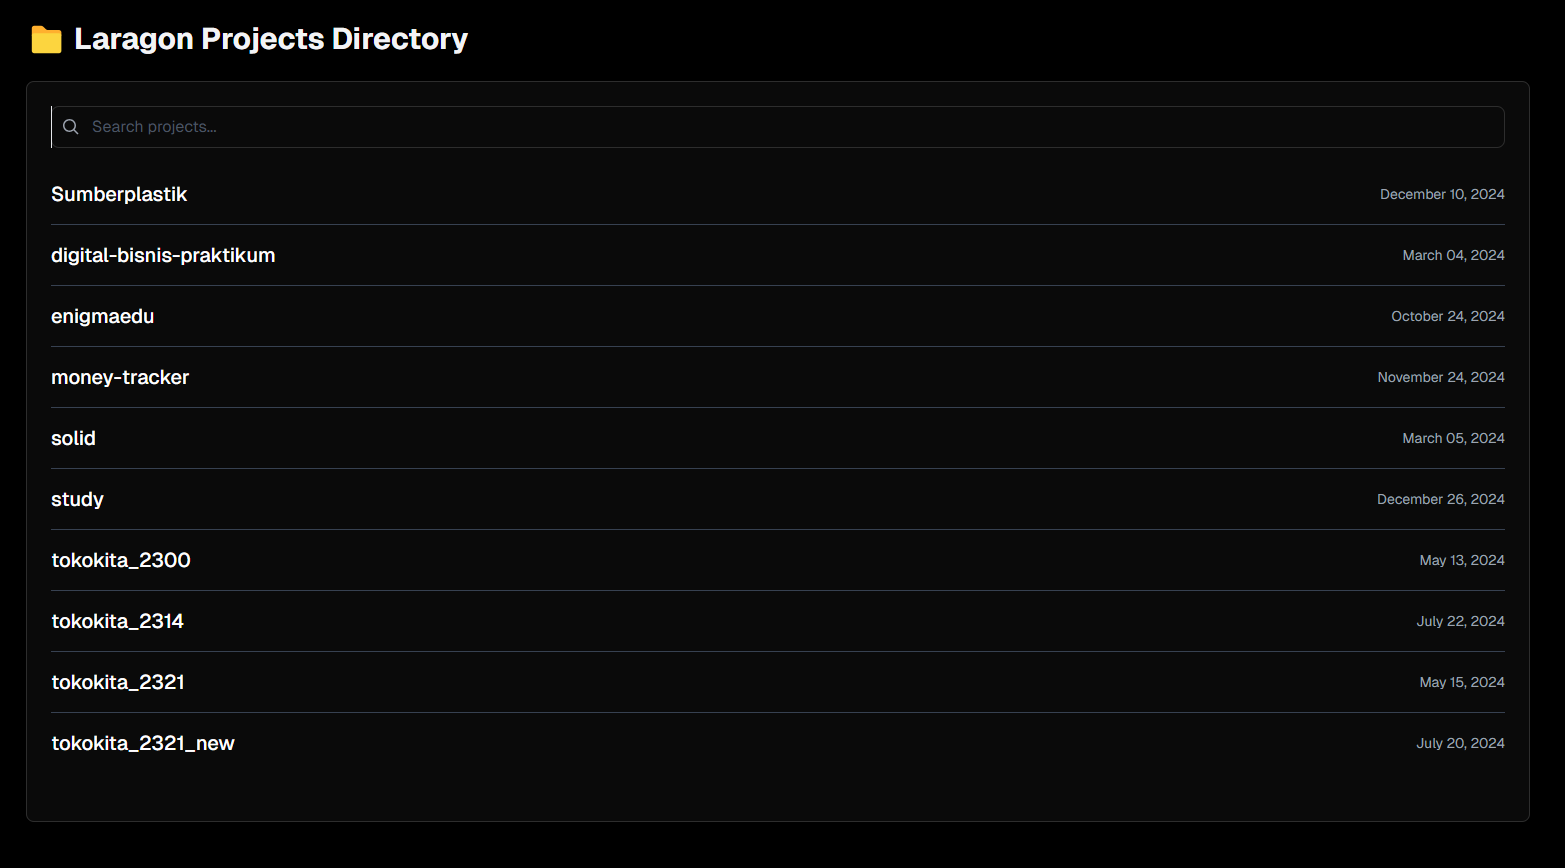 Laragon Projects Directory
Search projects...
Sumberplastik December 10, 2024
digital-bisnis-praktikum March 04, 2024
enigmaedu October 24, 2024
money-tracker November 24, 2024
solid March 05, 2024
study December 26, 2024
tokokita_2300 May 13, 2024
tokokita_2314 July 22, 2024
tokokita_2321 May 15, 2024
tokokita_2321_new July 20, 2024